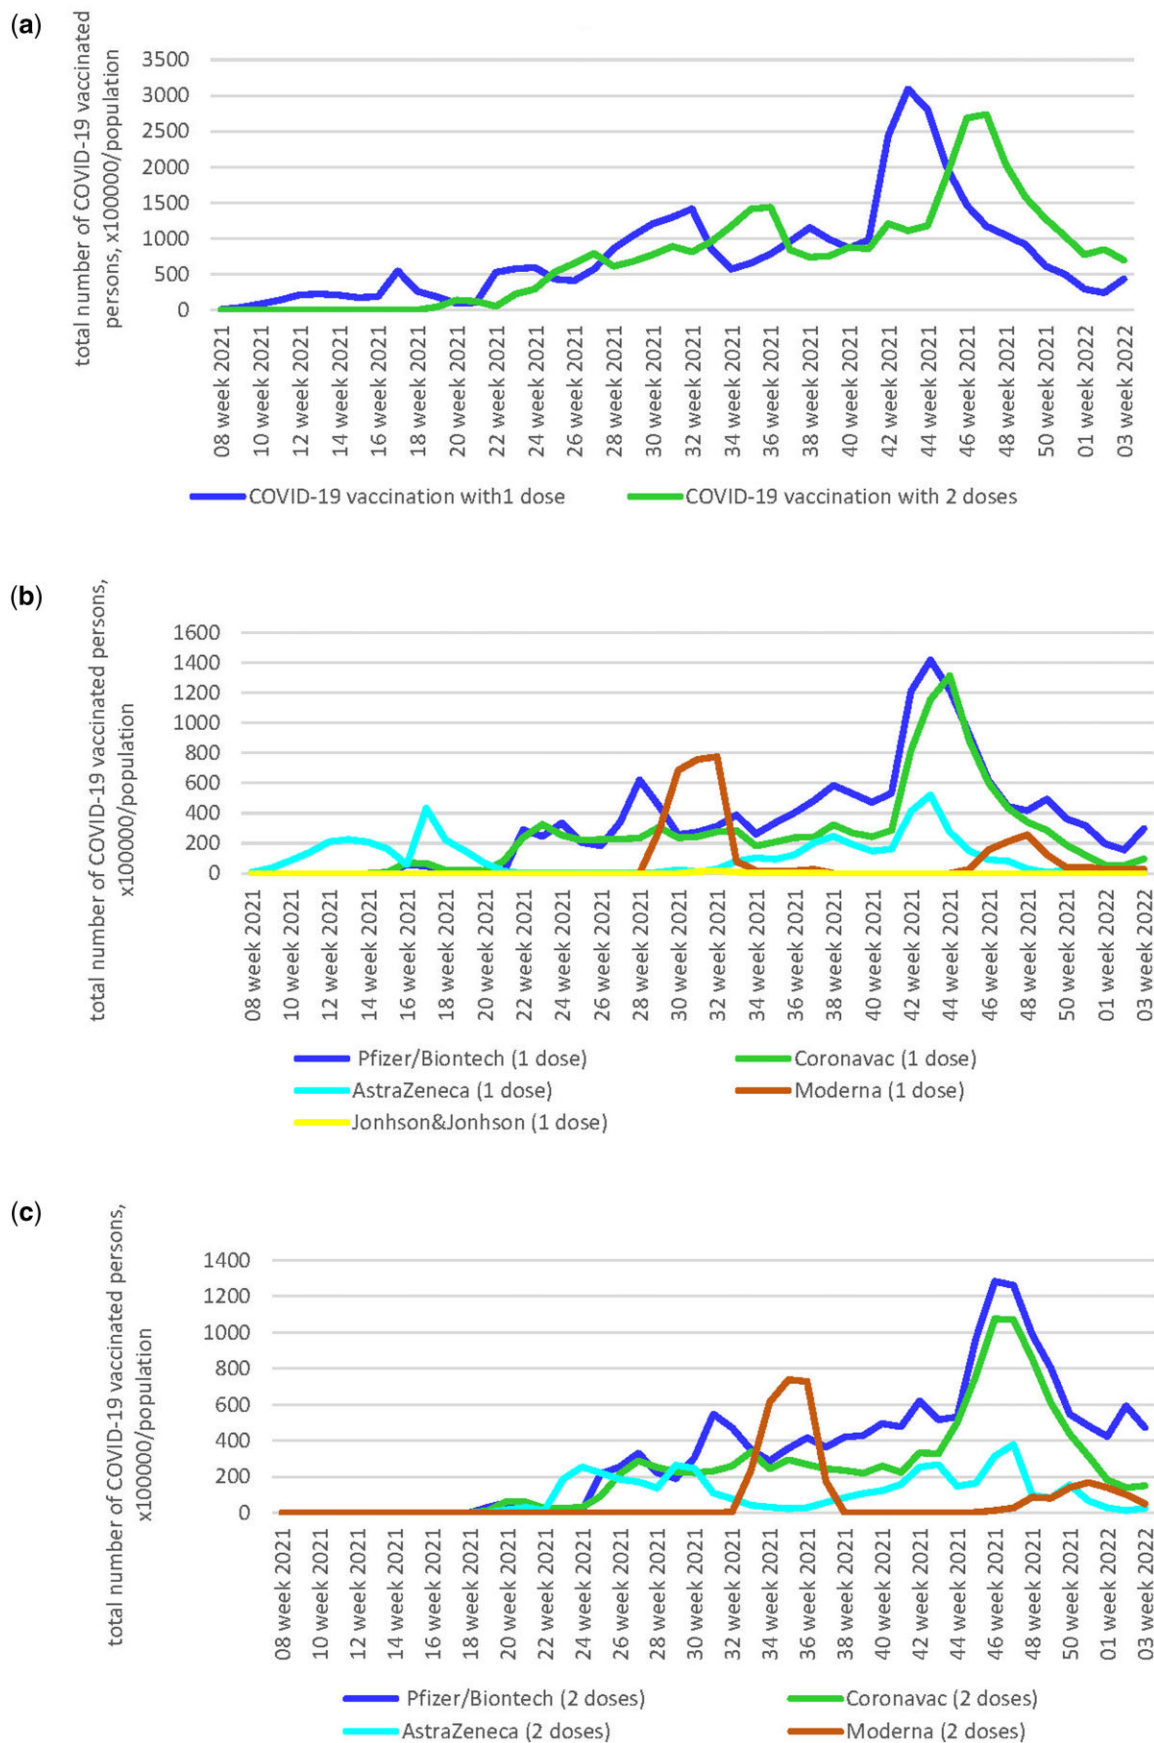 (a)
total number of COVID-19 vaccinated
persons, x100000/population
3500
3000
2500
2000
1500
1000
500
0
08 week 2021
10 week 2021
12 week 2021
14 week 2021
16 week 2021
18 week 2021
20 week 2021
22 week 2021
24 week 2021
26 week 2021
28 week 2021
30 week 2021
32 week 2021
34 week 2021
36 week 2021
38 week 2021
40 week 2021
42 week 2021
44 week 2021
46 week 2021
48 week 2021
50 week 2021
01 week 2022
03 week 2022
COVID-19 vaccination with1 dose
COVID-19 vaccination with 2 doses
(b)
total number of COVID-19 vaccinated persons,
x100000/population
1600
1400
1200
1000
800
600
400
200
0
08 week 2021
10 week 2021
12 week 2021
14 week 2021
16 week 2021
18 week 2021
20 week 2021
22 week 2021
24 week 2021
26 week 2021
28 week 2021
30 week 2021
32 week 2021
34 week 2021
36 week 2021
38 week 2021
40 week 2021
42 week 2021
44 week 2021
46 week 2021
48 week 2021
50 week 2021
01 week 2022
03 week 2022
Pfizer/Biontech (1 dose)
Coronavac (1 dose)
AstraZeneca (1 dose)
Moderna (1 dose)
Jonhson&Jonhson (1 dose)
(c)
total number of COVID-19 vaccinated persons,
x100000/population
1400
1200
1000
800
600
400
200
0
08 week 2021
10 week 2021
12 week 2021
14 week 2021
16 week 2021
18 week 2021
20 week 2021
22 week 2021
24 week 2021
26 week 2021
28 week 2021
30 week 2021
32 week 2021
34 week 2021
36 week 2021
38 week 2021
40 week 2021
42 week 2021
44 week 2021
46 week 2021
48 week 2021
50 week 2021
01 week 2022
03 week 2022
Pfizer/Biontech (2 doses)
Coronavac (2 doses)
AstraZeneca (2 doses)
Moderna (2 doses)